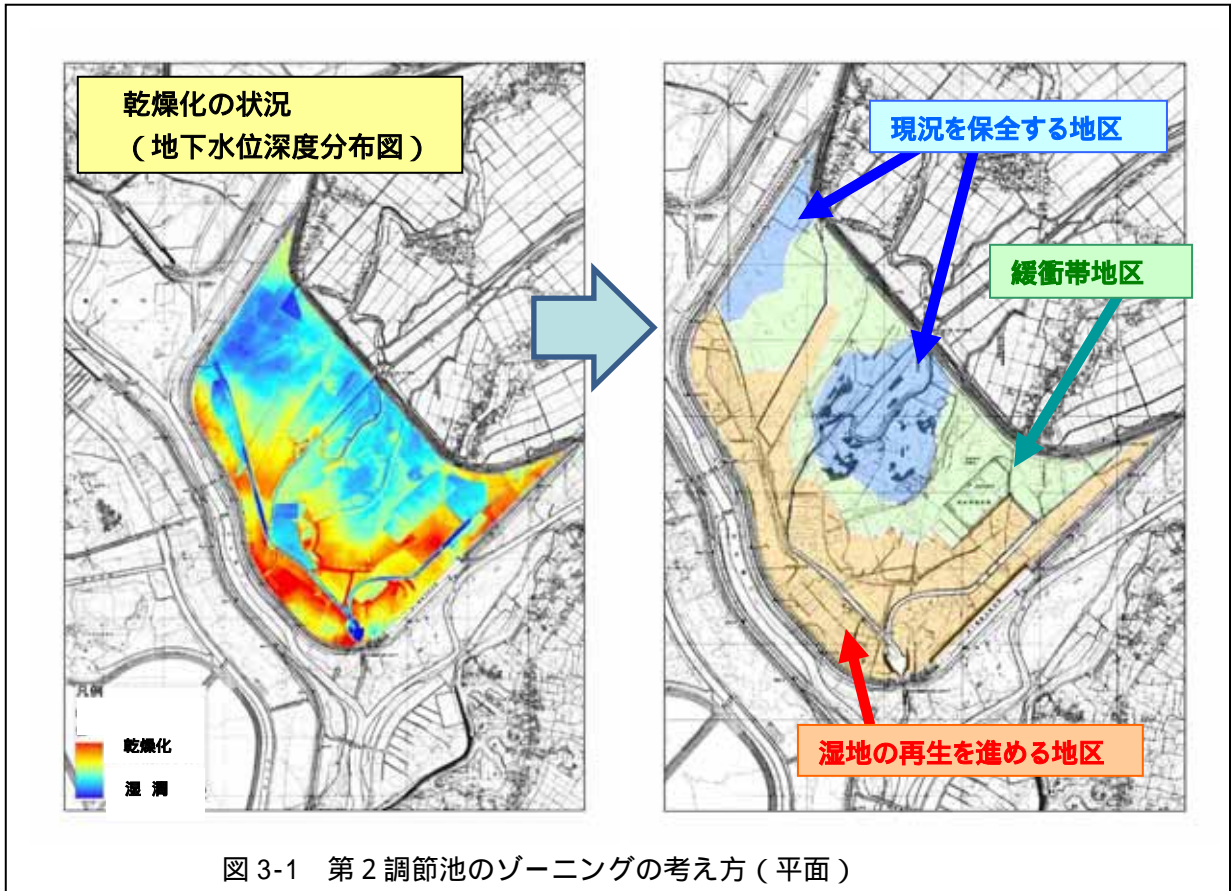 乾燥化の状況
（地下水位深度分布図）
現況を保全する地区
緩衝帯地区
湿地の再生を進める地区
凡例
乾燥化
湿潤
図 3-1 第２調節池のゾーニングの考え方（平面）